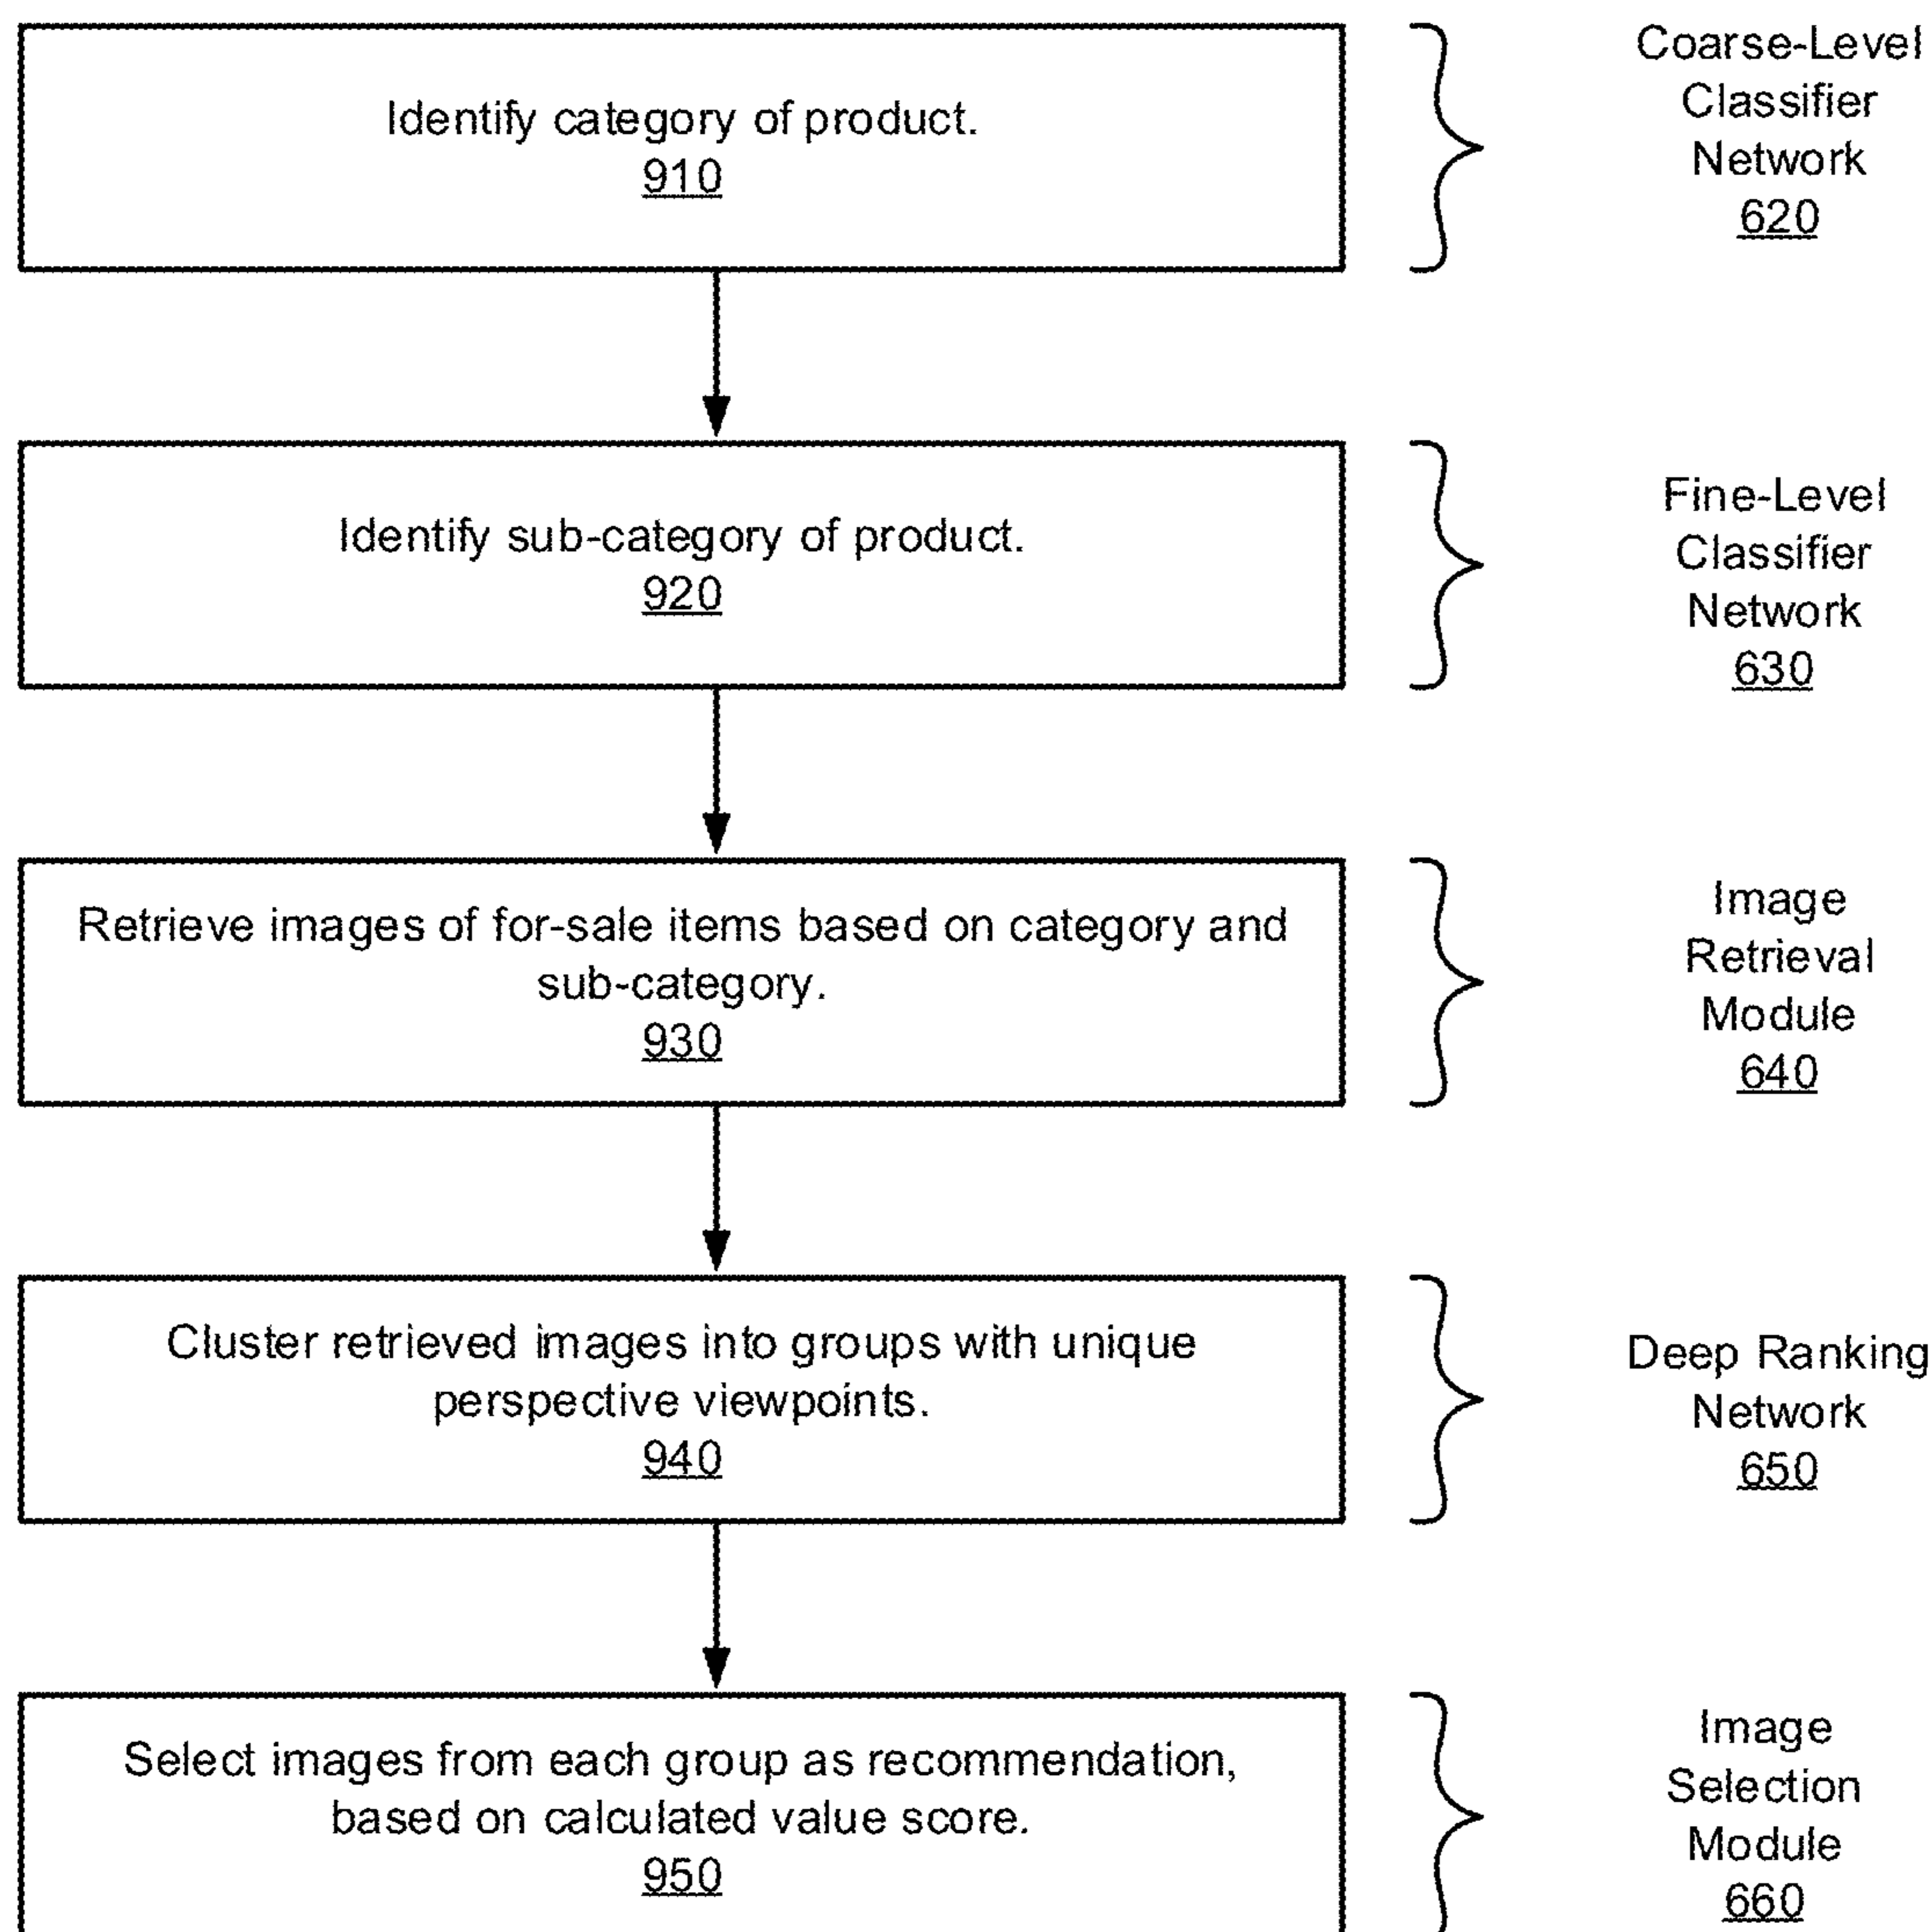 Identify category of product.
910
Coarse-Level
Classifier
Network
620
Identify sub-category of product.
920
Fine-Level
Classifier
Network
630
Retrieve images of for-sale items based on category and
sub-category.
930
Image
Retrieval
Module
640
Cluster retrieved images into groups with unique
perspective viewpoints.
940
Deep Ranking
Network
650
Select images from each group as recommendation,
based on calculated value score.
950
Image
Selection
Module
660